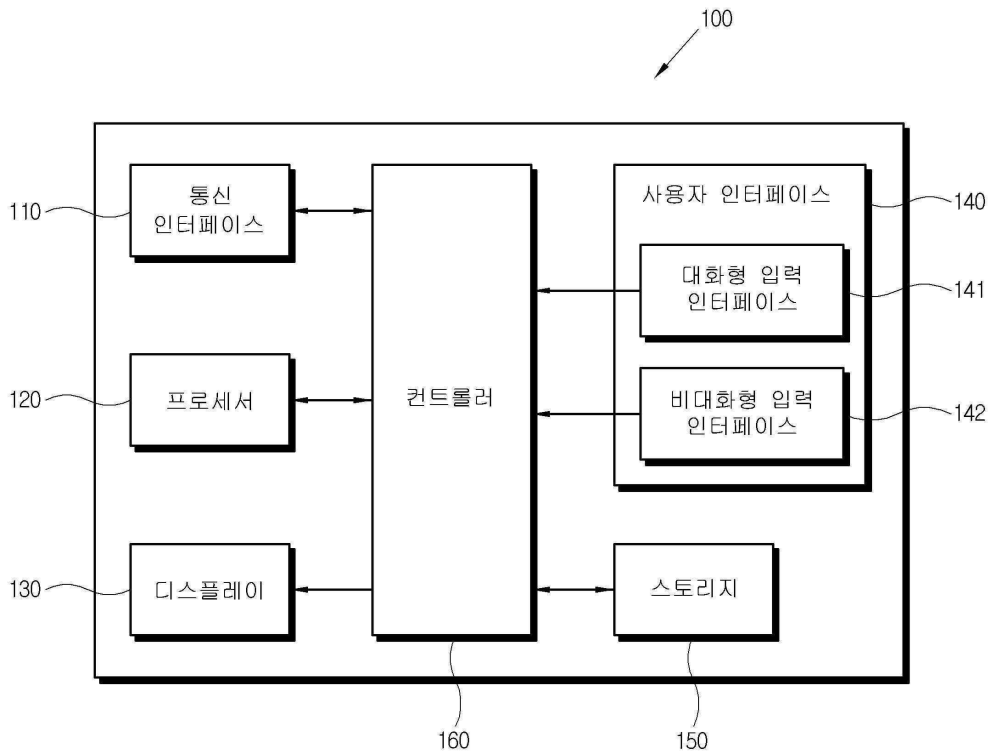 100
통신
인터페이스
110
사용자 인터페이스
140
대화형 입력
인터페이스
141
프로세서
120
컨트롤러
비대화형 입력
인터페이스
142
디스플레이
130
스토리지
160
150